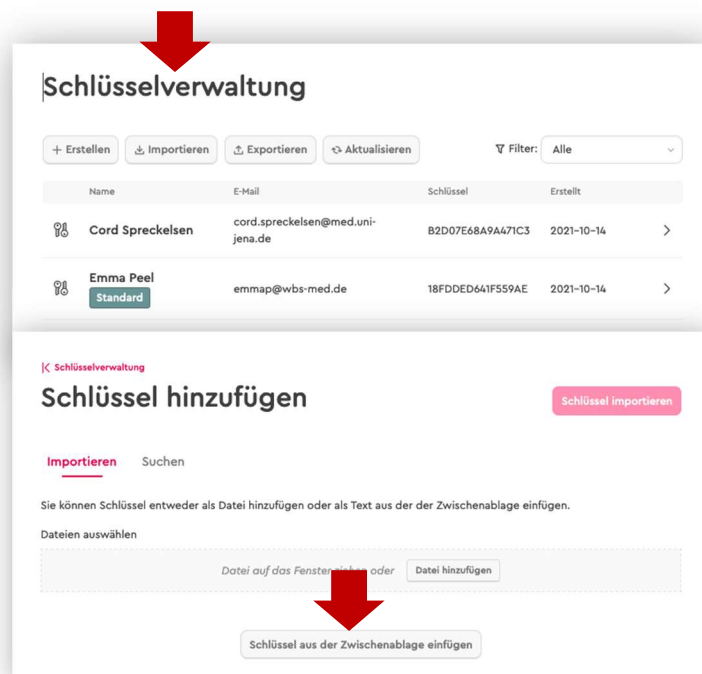 Schlüsselverwaltung
+ Erstellen Importieren Exportieren Aktualisieren Filter: Alle
Name E-Mail Schlüssel Erstellt
Cord Spreckelsen cord.spreckelsen@med.uni-jena.de B2D07E68A9A471C3 2021-10-14
Emma Peel
Standard emmap@wbs-med.de 18FDDED641F559AE 2021-10-14
Schlüsselverwaltung
Schlüssel hinzufügen Schlüssel importieren
Importieren Suchen
Sie können Schlüssel entweder als Datei hinzufügen oder als Text aus der der Zwischenablage einfügen.
Dateien auswählen
Datei auf das Fenster ziehen oder Datei hinzufügen
Schlüssel aus der Zwischenablage einfügen